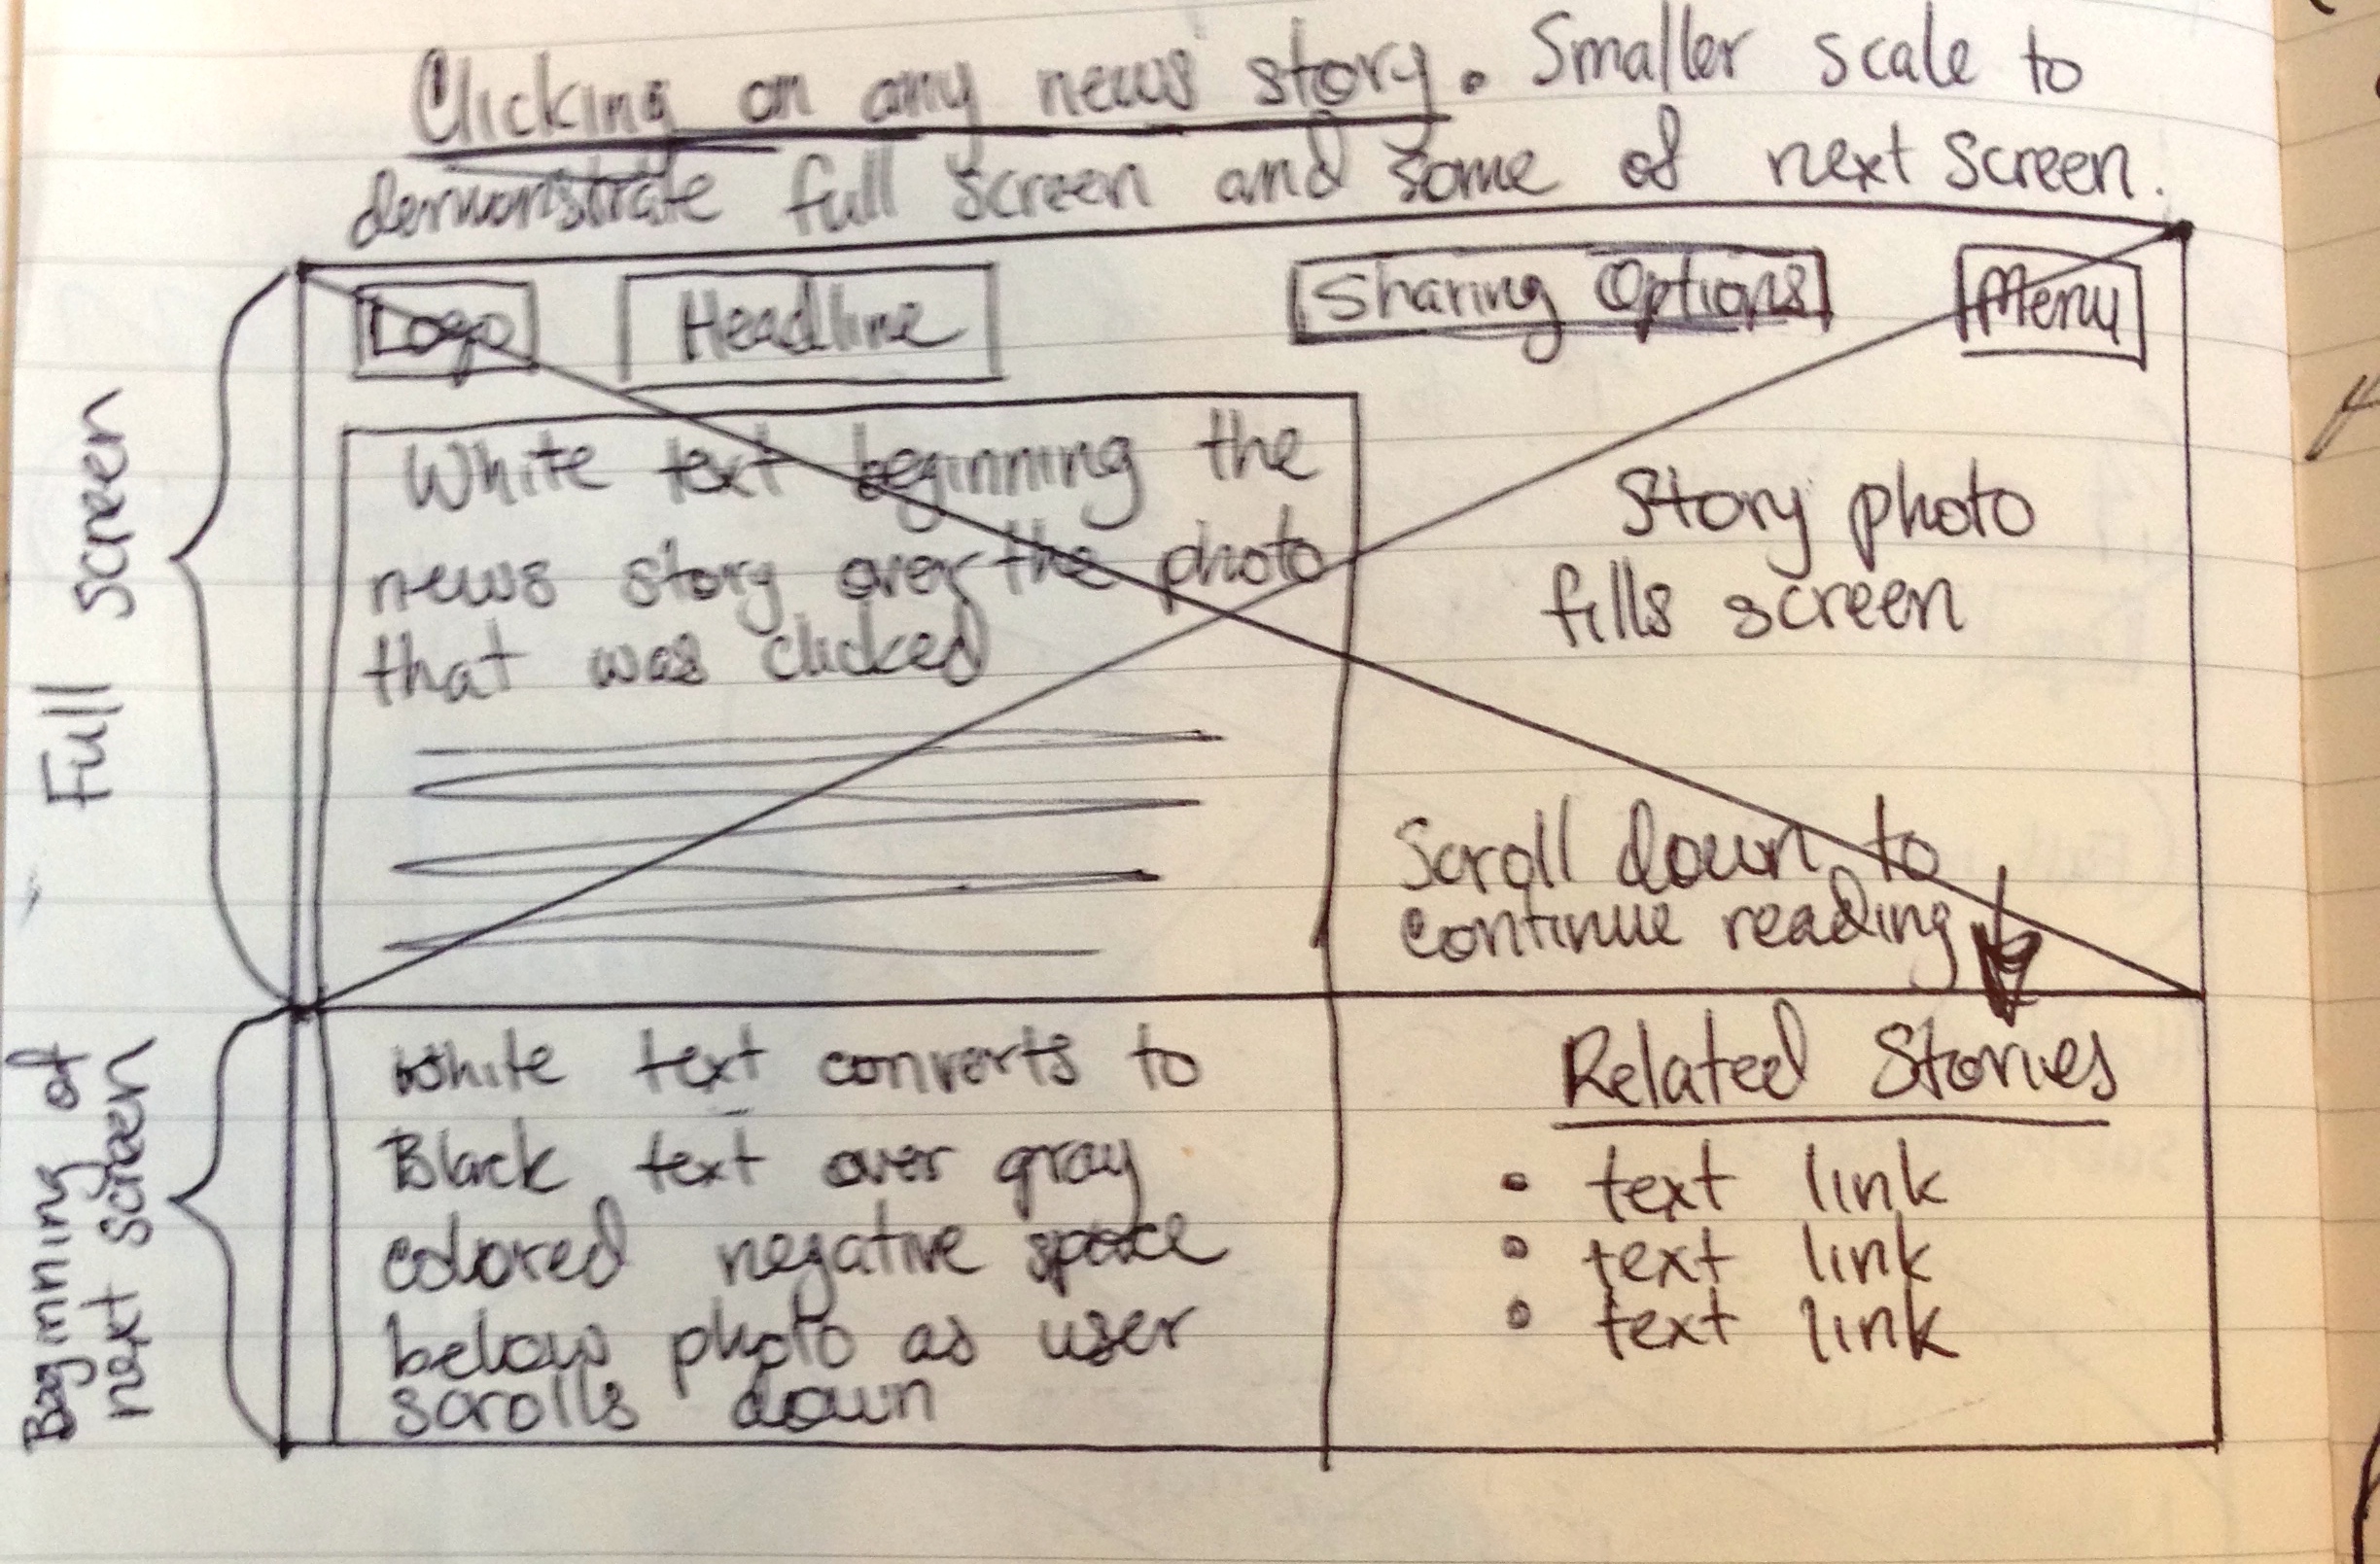 Clicking on any news story. Smaller scale to
demonstrate full screen and some of next screen.
Full screen
Logo
Headline
Sharing Options
Menu
White text beginning the
news story over the photo
that was clicked
Story photo
fills screen
Scroll down to
continue reading
Beginning of
next screen
White text converts to
Black text over gray
colored negative space
below photo as user
scrolls down
Related Stories
• text link
• text link
• text link